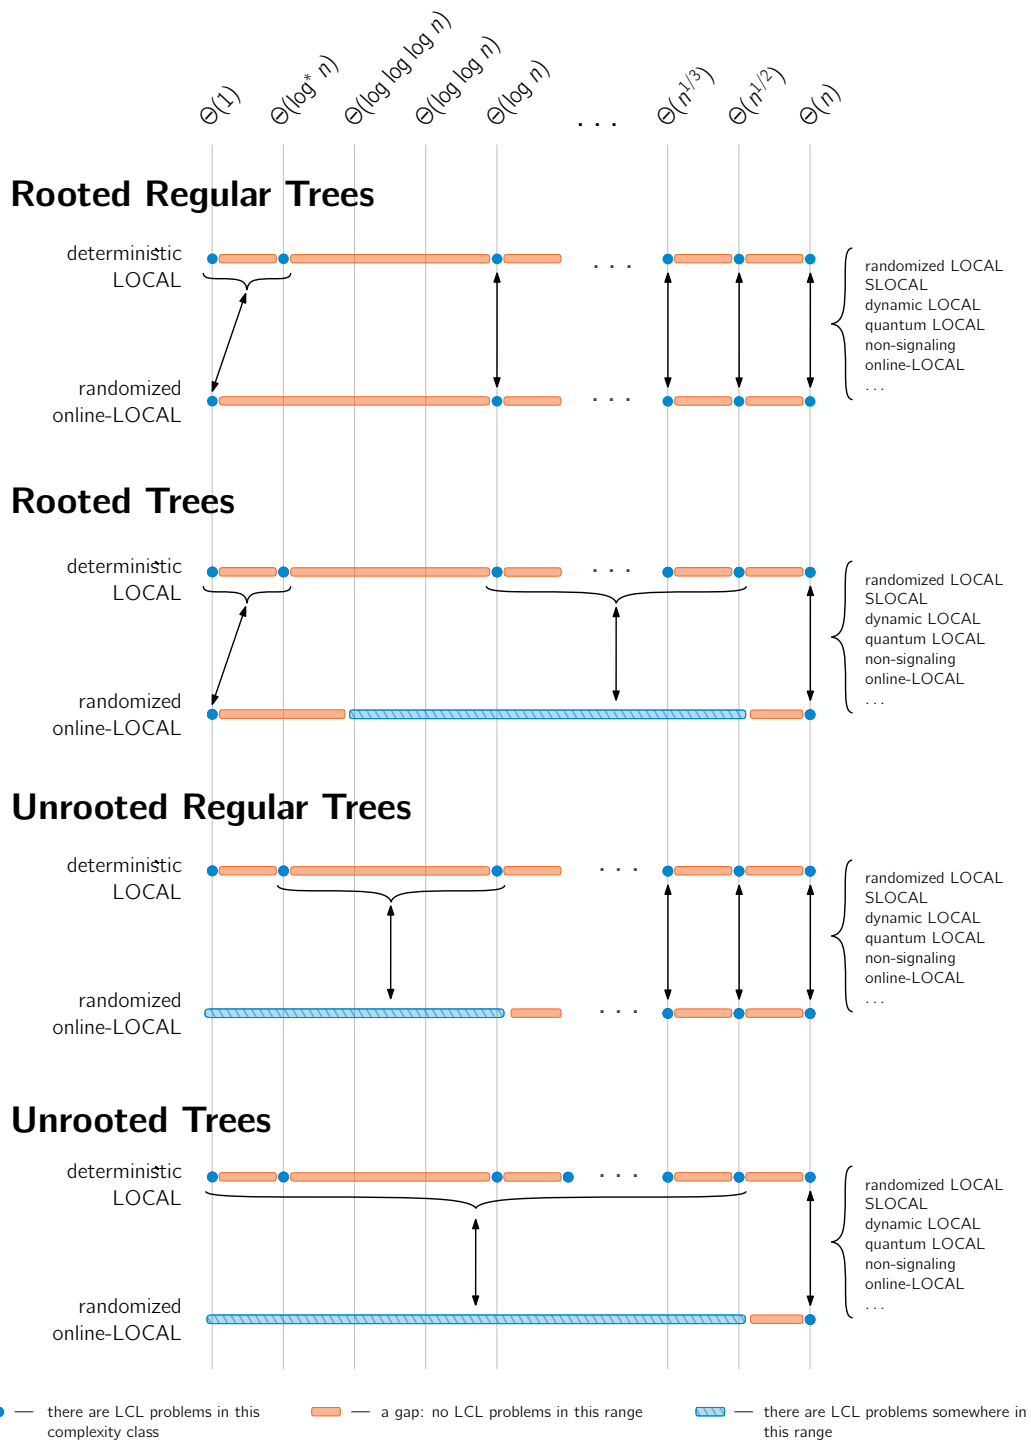 Θ(1)
Θ(log* n)
Θ(log log log n)
Θ(log log n)
Θ(log n)
. . .
Θ(n^{1/3})
Θ(n^{1/2})
Θ(n)
Rooted Regular Trees
deterministic
LOCAL
. . .
randomized
online-LOCAL
. . .
randomized LOCAL
SLOCAL
dynamic LOCAL
quantum LOCAL
non-signaling
online-LOCAL
. . .
Rooted Trees
deterministic
LOCAL
. . .
randomized
online-LOCAL
randomized LOCAL
SLOCAL
dynamic LOCAL
quantum LOCAL
non-signaling
online-LOCAL
. . .
Unrooted Regular Trees
deterministic
LOCAL
. . .
randomized
online-LOCAL
. . .
randomized LOCAL
SLOCAL
dynamic LOCAL
quantum LOCAL
non-signaling
online-LOCAL
. . .
Unrooted Trees
deterministic
LOCAL
. . .
randomized
online-LOCAL
randomized LOCAL
SLOCAL
dynamic LOCAL
quantum LOCAL
non-signaling
online-LOCAL
. . .
— there are LCL problems in this
complexity class
— a gap: no LCL problems in this range
— there are LCL problems somewhere in
this range